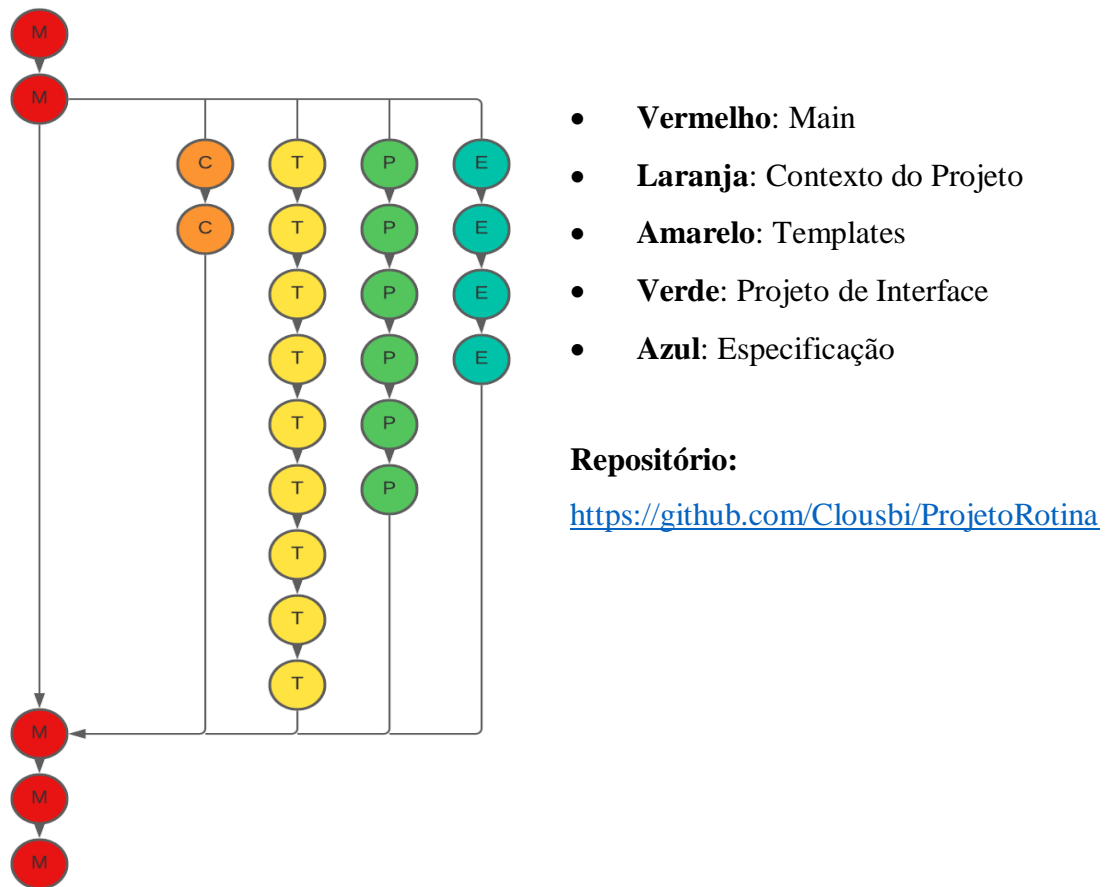 M
M
C T P E
C T P E
T P E
T P E
T P
T P
T
T
T
M
M
M
• Vermelho: Main
• Laranja: Contexto do Projeto
• Amarelo: Templates
• Verde: Projeto de Interface
• Azul: Especificação
Repositório:
https://github.com/Clousbi/ProjetoRotina